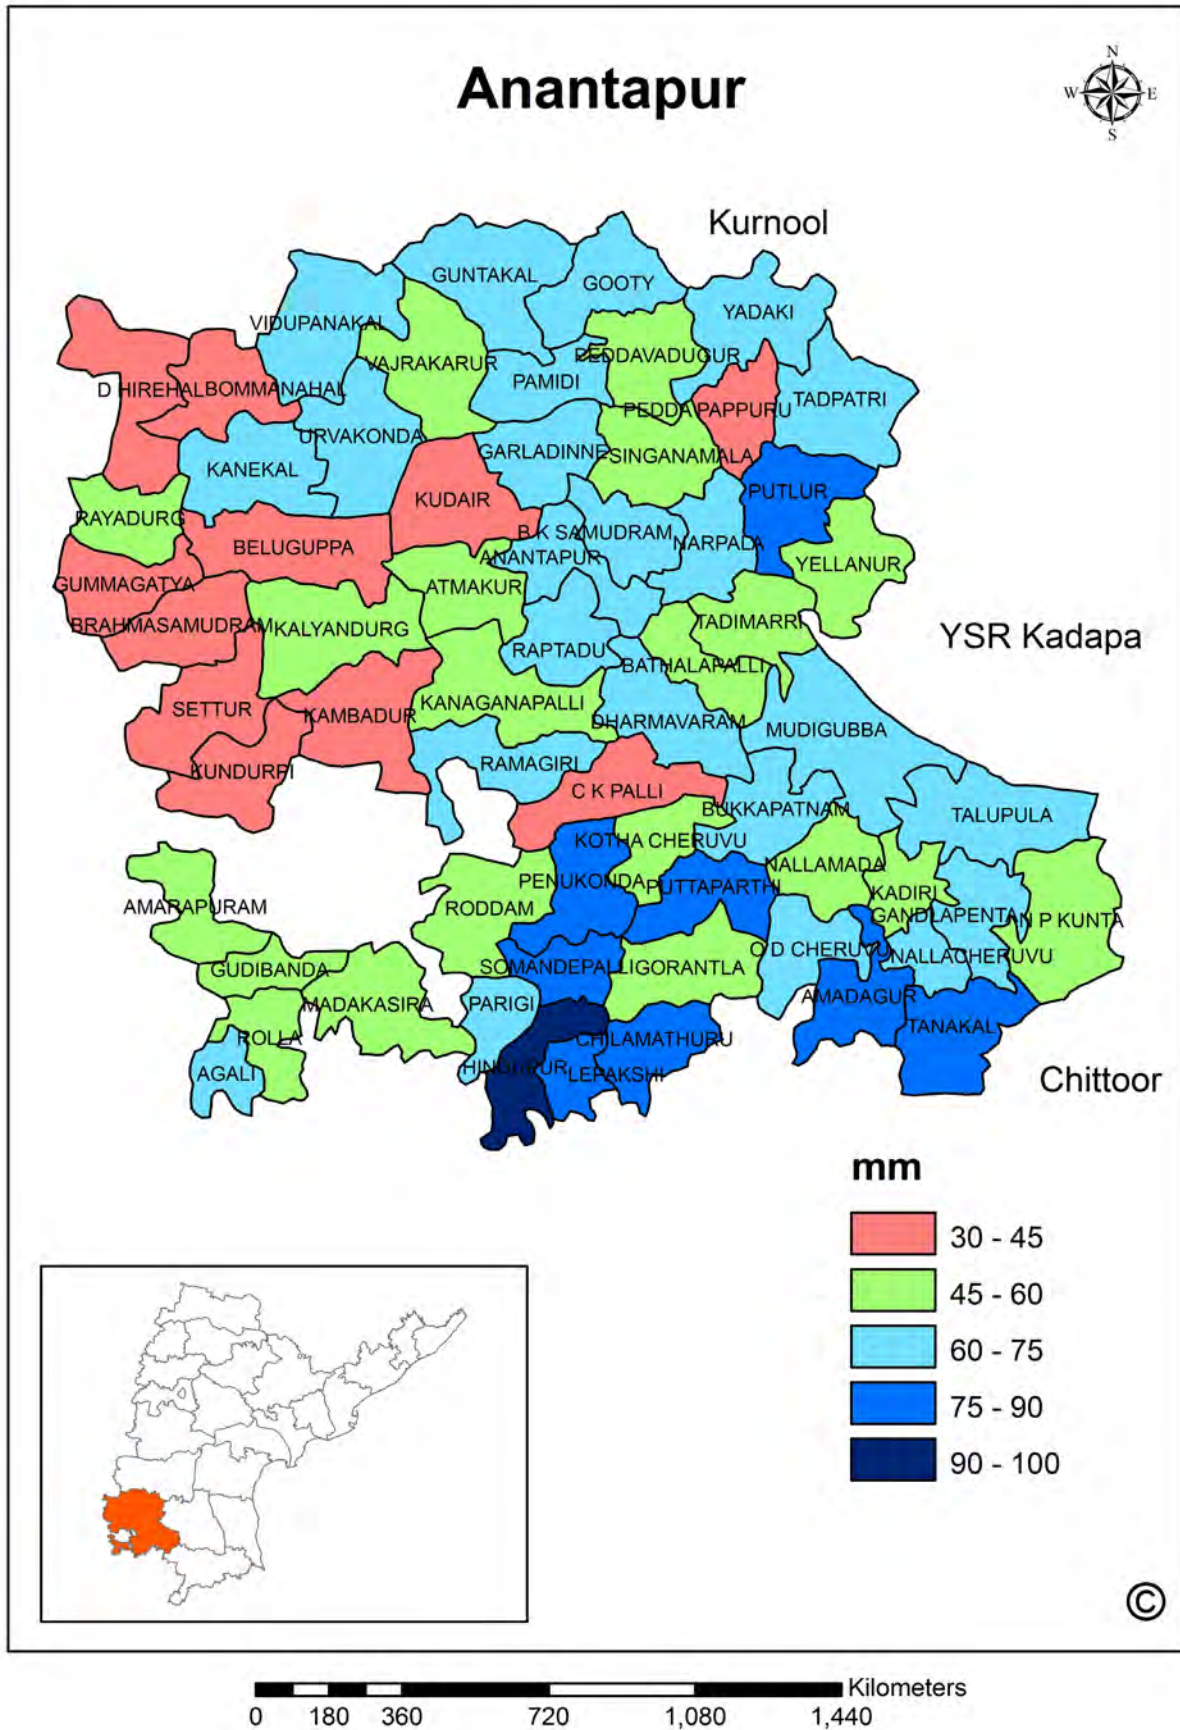 Anantapur
N
W
E
S
Kurnool
GUNTAKAL
GOOTY
YADAKI
VIDUPANAKAL
VAJRAKARUR
PEDDAVADUGUR
PAMIDI
D HIREHAL
BOMMANAHAL
PEDDA PAPPURU
TADPATRI
URVAKONDA
GARLADINNE
SINGANAMALA
KANEKAL
KUDAIR
PUTLUR
RAYADURG
B K SAMUDRAM
NARPALA
BELUGUPPA
ANANTAPUR
YELLANUR
GUMMAGATYA
ATMAKUR
BRAHMASAMUDRAM
KALYANDURG
TADIMARRI
YSR Kadapa
RAPTADU
BATHALAPALLI
SETTUR
KAMBADUR
KANAGANAPALLI
DHARMAVARAM
MUDIGUBBA
KUNDURPI
RAMAGIRI
C K PALLI
BUKKAPATNAM
TALUPULA
KOTHA CHERUVU
NALLAMADA
PENUKONDA
PUTTAPARTHI
KADIRI
AMARAPURAM
RODDAM
GANDLAPENTA
N P KUNTA
GUDIBANDA
SOMANDEPALLI
GORANTLA
O D CHERUVU
NALLACHERUVU
MADAKASIRA
PARIGI
AMADAGUR
ROLLA
CHILAMATHURU
TANAKAL
AGALI
HINDUPUR
LEPAKSHI
Chittoor
mm
30 - 45
45 - 60
60 - 75
75 - 90
90 - 100
©
Kilometers
0 180 360 720 1,080 1,440